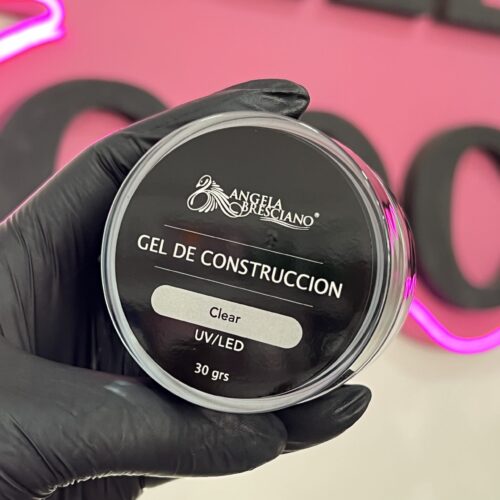 ANGELA
BRESCIANO®
GEL DE CONSTRUCCION
Clear
UV/LED
30 grs